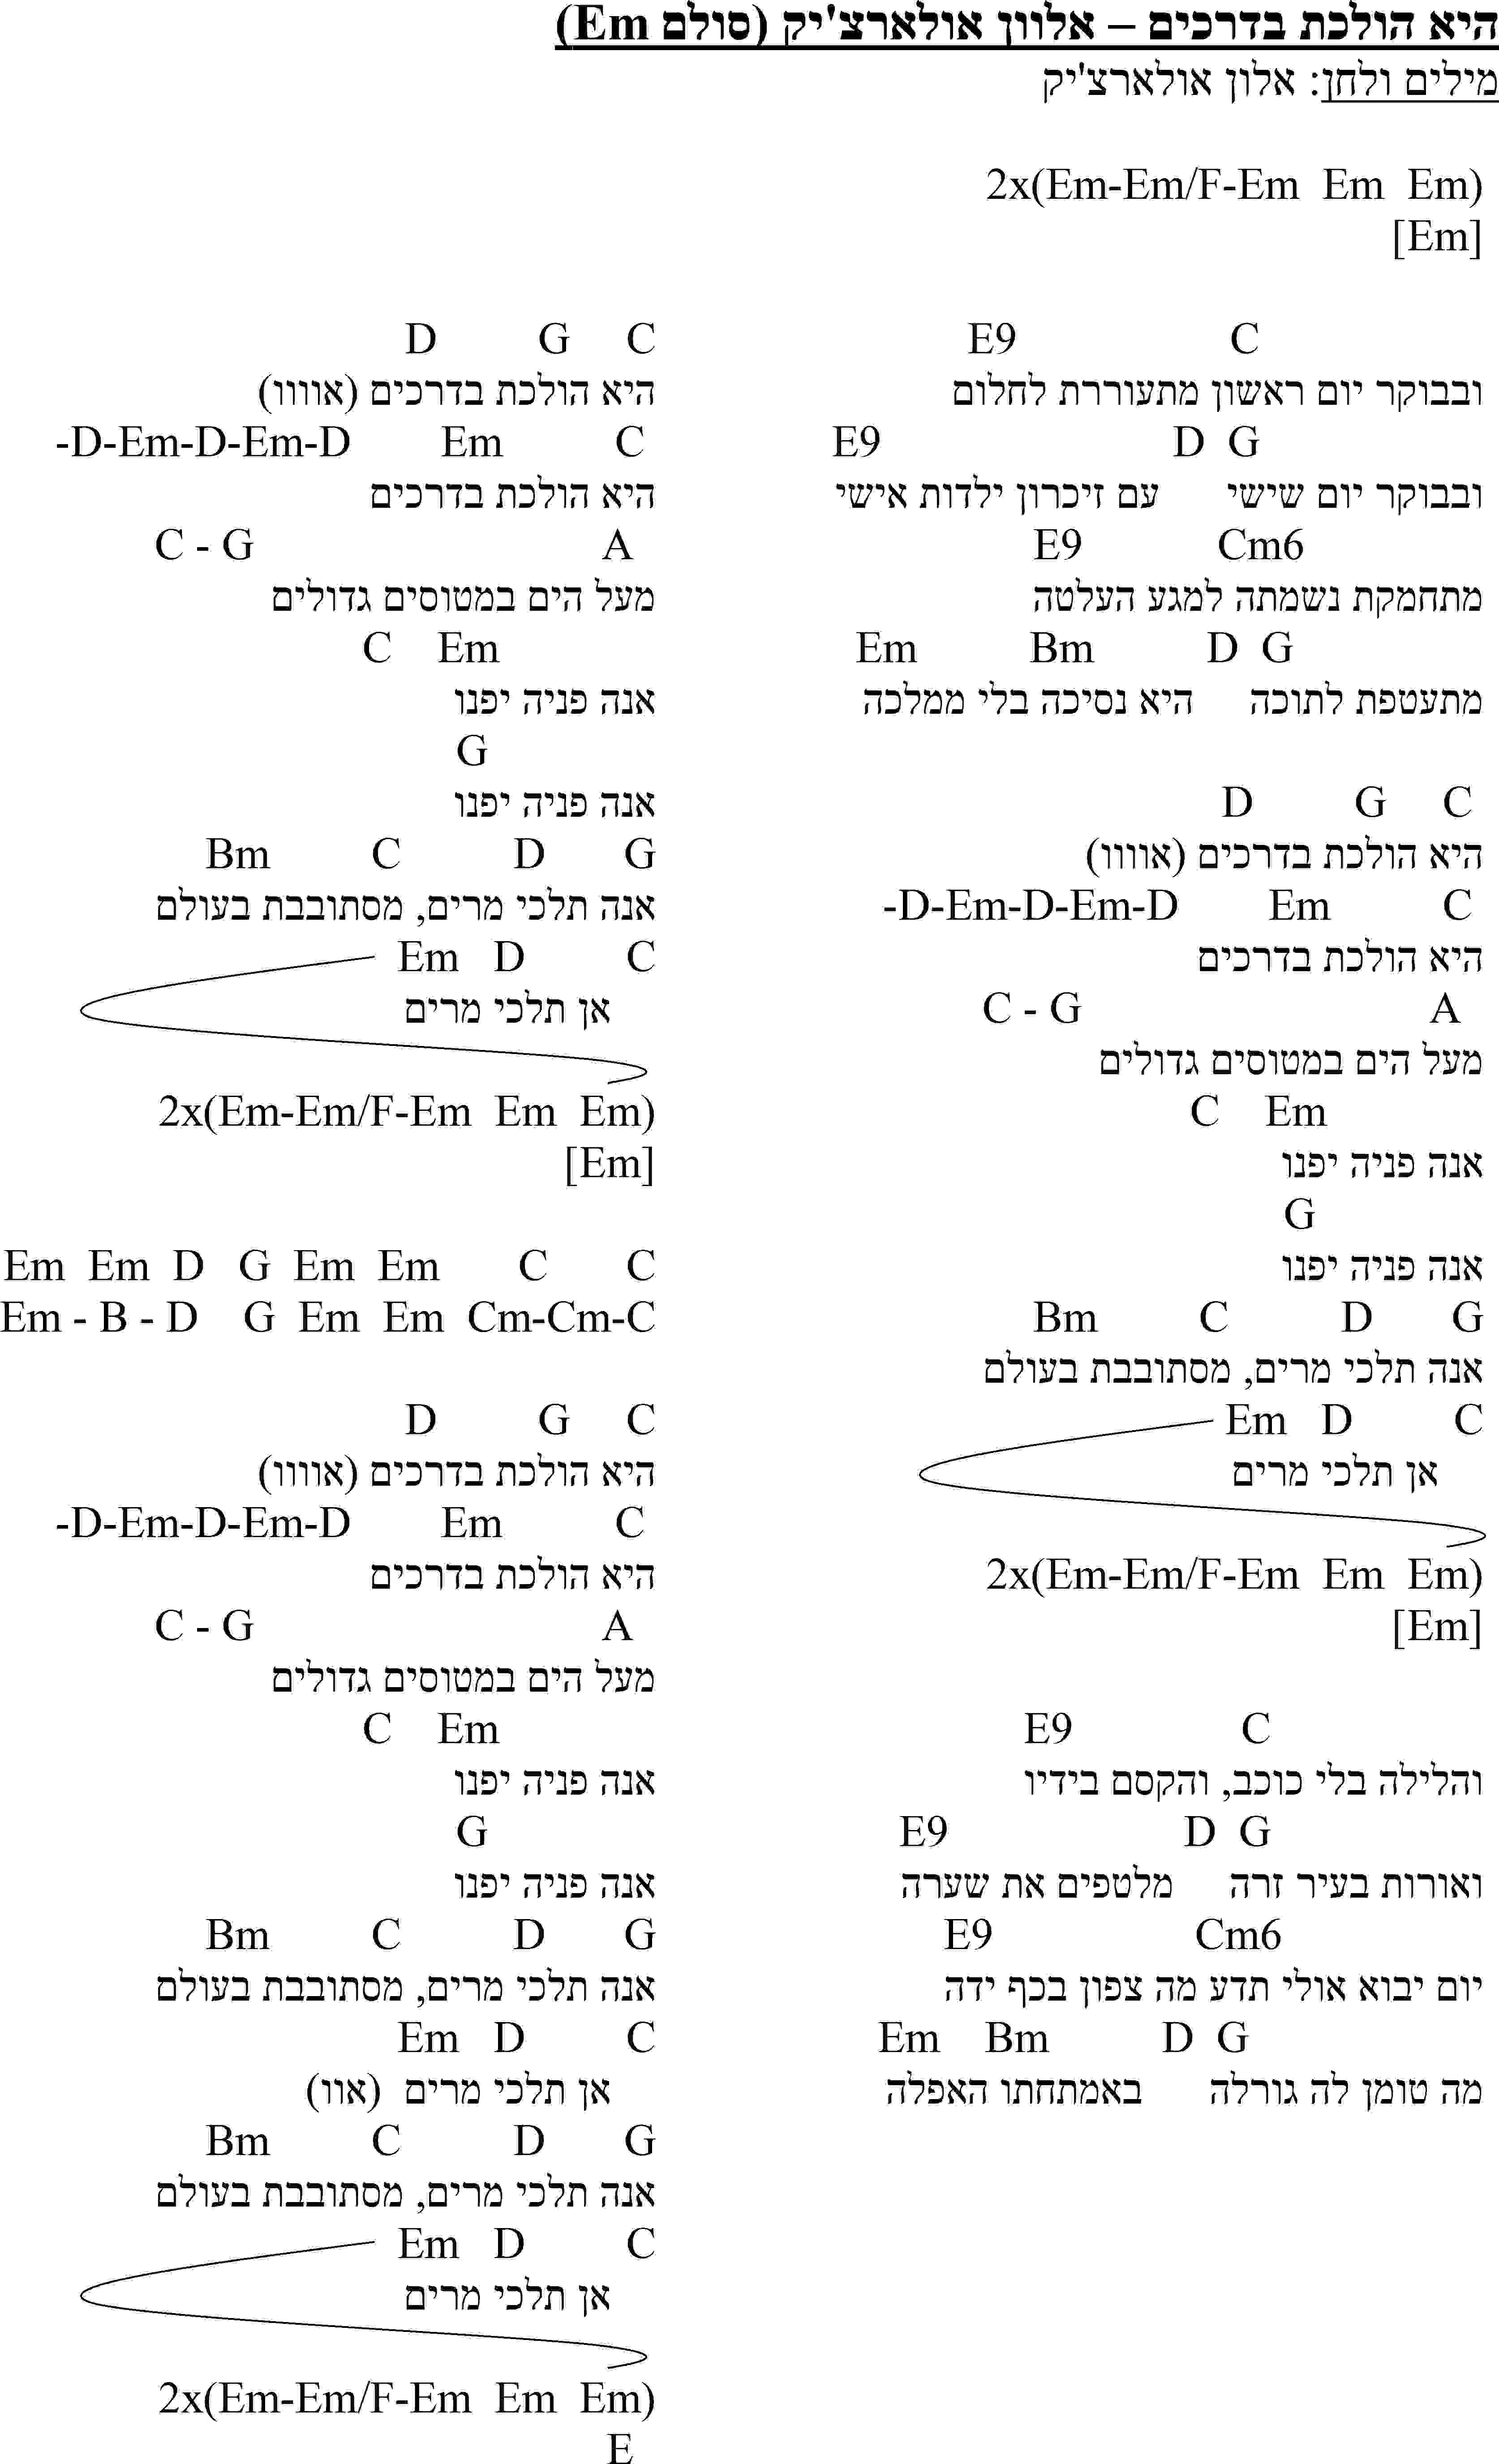 היא הולכת בדרכים – אלוון אולארצ'יק (סולם Em)
מילים ולחן: אלון אולארצ'יק
2x(Em-Em/F-Em  Em  Em)
[Em]
E9 C
ובבוקר יום ראשון מתעוררת לחלום
E9 D G
ובבוקר יום שישי עם זיכרון ילדות אישי
E9 Cm6
מתחמקת נשמתה למגע העלטה
Em Bm D G
מתעטפת לתוכה היא נסיכה בלי ממלכה
D G C
היא הולכת בדרכים (אוווו)
-D-Em-D-Em-D Em C
היא הולכת בדרכים
C - G A
מעל הים במטוסים גדולים
C Em
אנה פניה יפנו
G
אנה פניה יפנו
Bm C D G
אנה תלכי מרים, מסתובבת בעולם
Em D C
אן תלכי מרים
2x(Em-Em/F-Em Em Em)
[Em]
E9 C
והלילה בלי כוכב, והקסם בידיו
E9 D G
ואורות בעיר זרה מלטפים את שערה
E9 Cm6
יום יבוא אולי תדע מה צפון בכף ידה
Em Bm D G
מה טומן לה גורלה באמתחתו האפלה
D G C
היא הולכת בדרכים (אוווו)
-D-Em-D-Em-D Em C
היא הולכת בדרכים
C - G A
מעל הים במטוסים גדולים
C Em
אנה פניה יפנו
G
אנה פניה יפנו
Bm C D G
אנה תלכי מרים, מסתובבת בעולם
Em D C
אן תלכי מרים
2x(Em-Em/F-Em Em Em)
[Em]
Em Em D G Em Em C C
Em - B - D G Em Em Cm-Cm-C
D G C
היא הולכת בדרכים (אוווו)
-D-Em-D-Em-D Em C
היא הולכת בדרכים
C - G A
מעל הים במטוסים גדולים
C Em
אנה פניה יפנו
G
אנה פניה יפנו
Bm C D G
אנה תלכי מרים, מסתובבת בעולם
Em D C
אן תלכי מרים (אוו)
Bm C D G
אנה תלכי מרים, מסתובבת בעולם
Em D C
אן תלכי מרים
2x(Em-Em/F-Em Em Em)
E